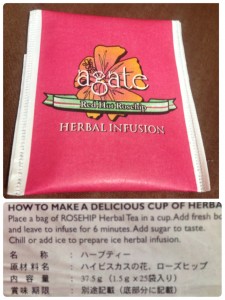 agate
Red Hot Rosehip
HERBAL INFUSION
HOW TO MAKE A DELICIOUS CUP OF HERBA
Place a bag of ROSEHIP Herbal Tea in a cup. Add fresh bo
and leave to infuse for 6 minutes. Add sugar to taste.
Chill or add ice to prepare ice herbal infusion.
名 称 : ハーブティー
原材料名 : ハイビスカスの花、ローズヒップ
内 容 量 : 37.5g (1.5g×25袋入り)
賞味期限 : 別途記載(底部分に記載)